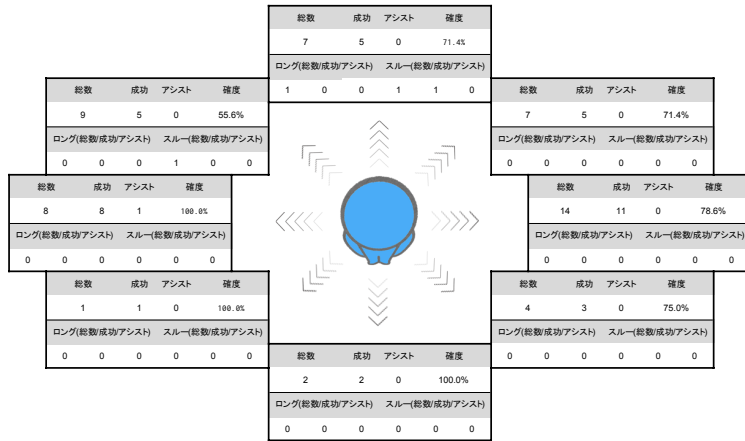 総数 成功 アシスト 確度
7 5 0 71.4%
ロング(総数/成功/アシスト) スルー(総数/成功/アシスト)
1 0 0 1 1 0
総数 成功 アシスト 確度
9 5 0 55.6%
ロング(総数/成功/アシスト) スルー(総数/成功/アシスト)
0 0 0 1 0 0
総数 成功 アシスト 確度
7 5 0 71.4%
ロング(総数/成功/アシスト) スルー(総数/成功/アシスト)
0 0 0 0 0 0
総数 成功 アシスト 確度
8 8 1 100.0%
ロング(総数/成功/アシスト) スルー(総数/成功/アシスト)
0 0 0 0 0 0
総数 成功 アシスト 確度
14 11 0 78.6%
ロング(総数/成功/アシスト) スルー(総数/成功/アシスト)
0 0 0 0 0 0
総数 成功 アシスト 確度
1 1 0 100.0%
ロング(総数/成功/アシスト) スルー(総数/成功/アシスト)
0 0 0 0 0 0
総数 成功 アシスト 確度
4 3 0 75.0%
ロング(総数/成功/アシスト) スルー(総数/成功/アシスト)
0 0 0 0 0 0
総数 成功 アシスト 確度
2 2 0 100.0%
ロング(総数/成功/アシスト) スルー(総数/成功/アシスト)
0 0 0 0 0 0